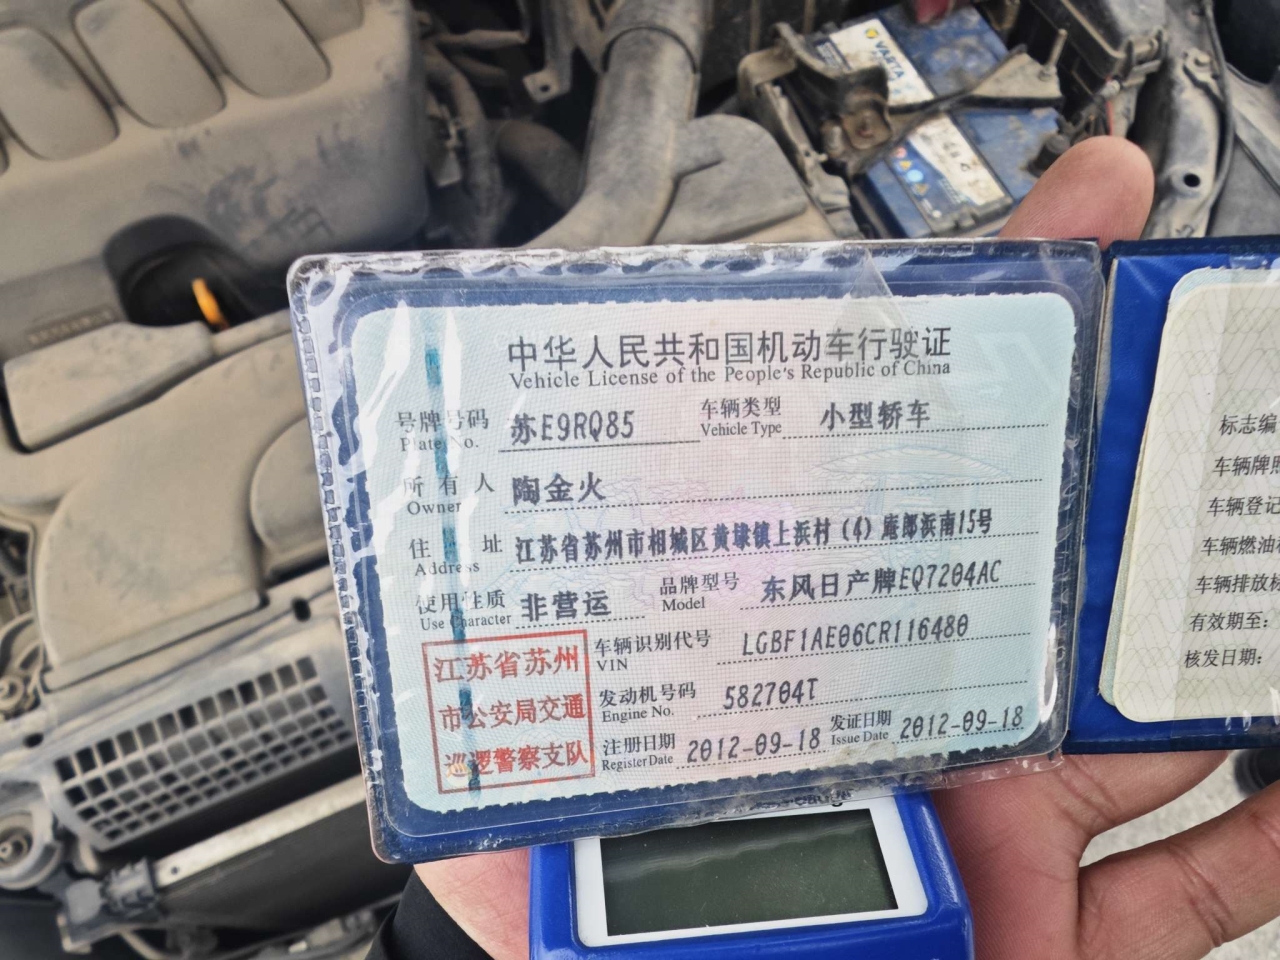 VARTA
中华人民共和国机动车行驶证
Vehicle License of the People's Republic of China
号牌号码 苏E9RQ85 车辆类型 小型轿车
Plate No. Vehicle Type
所有人 陶金火
Owner
住址 江苏省苏州市相城区黄埭镇上浜村(4)庵郎浜南15号
Address
使用性质 非营运 品牌型号 东风日产牌EQ7204AC
Use Character Model
江苏省苏州
市公安局交通
巡逻警察支队
车辆识别代号 LGBF1AE06CR116480
VIN
发动机号码 582704T
Engine No.
注册日期 2012-09-18 发证日期 2012-09-18
Register Date Issue Date
标志编
车辆牌照
车辆登记
车辆燃油
车辆排放
有效期至:
核发日期: